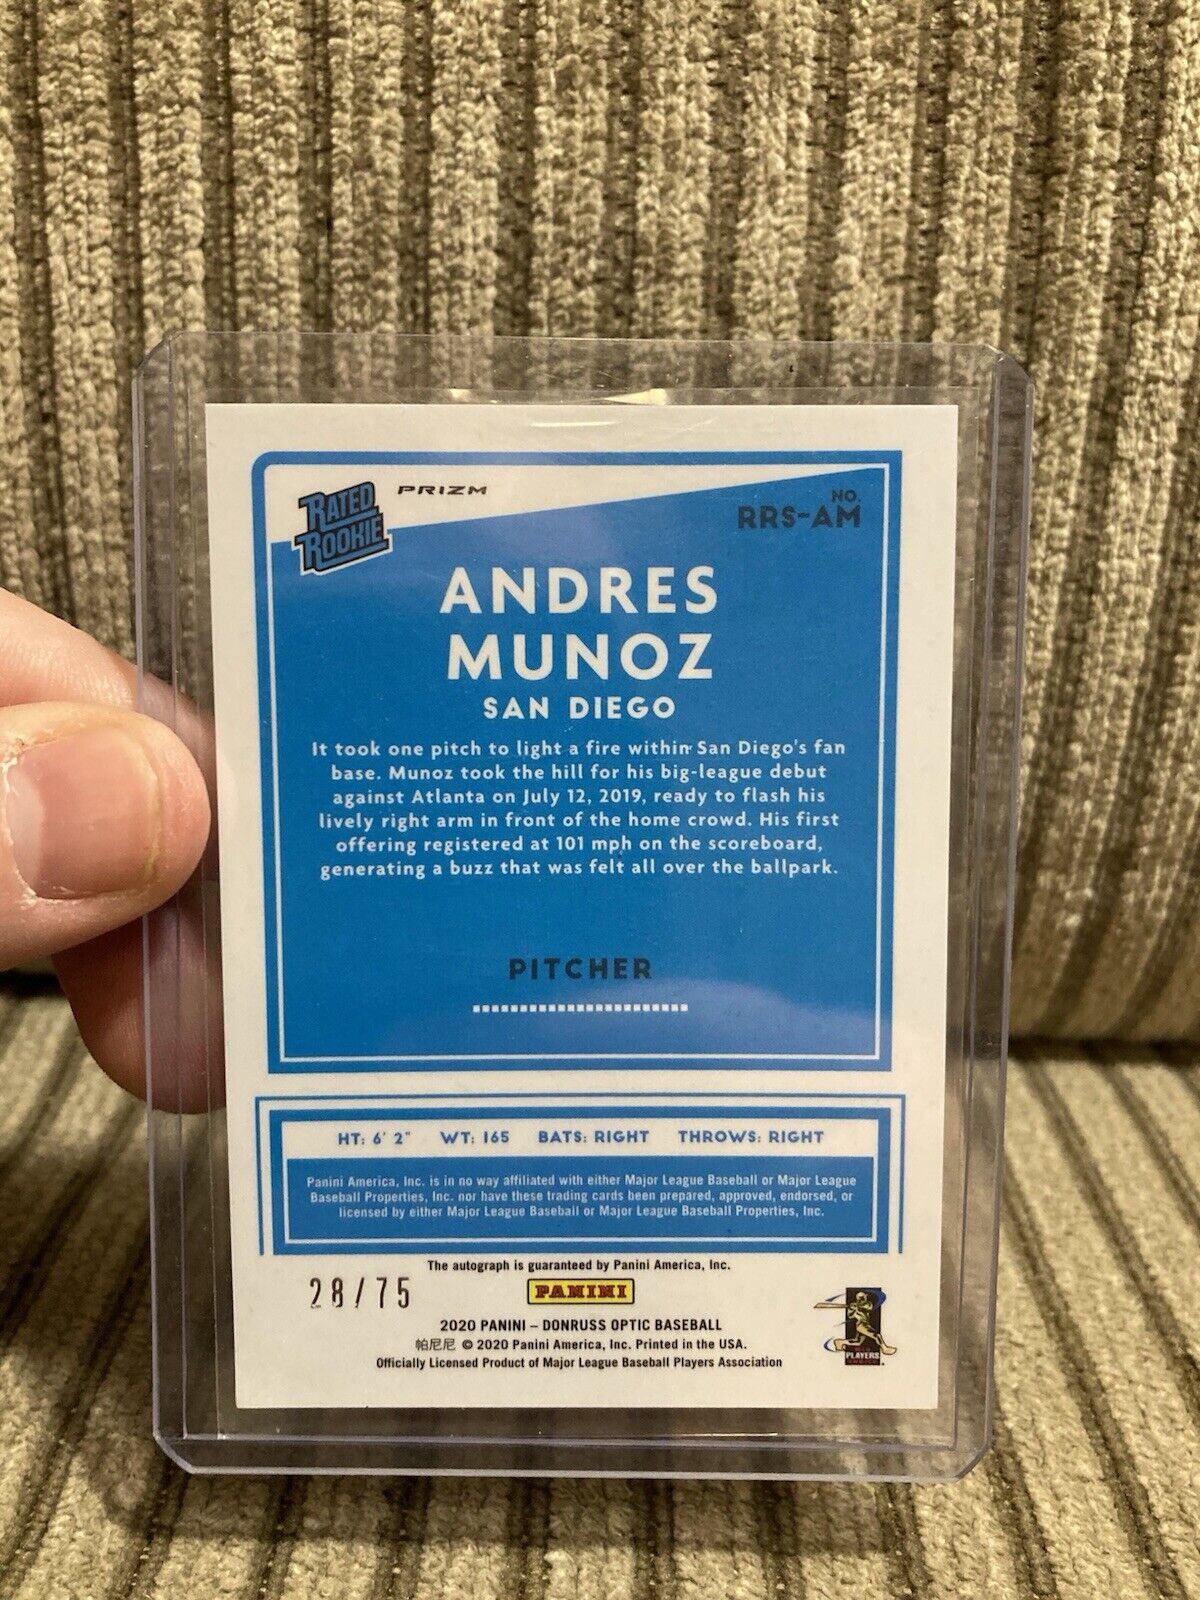 RATED ROOKIE
PRIZM
NO.
RRS-AM
ANDRES
MUNOZ
SAN DIEGO
It took one pitch to light a fire within San Diego's fan
base. Munoz took the hill for his big-league debut
against Atlanta on July 12, 2019, ready to flash his
lively right arm in front of the home crowd. His first
offering registered at 101 mph on the scoreboard,
generating a buzz that was felt all over the ballpark.
PITCHER
HT: 6' 2" WT: 165 BATS: RIGHT THROWS: RIGHT
Panini America, Inc. is in no way affiliated with either Major League Baseball or Major League
Baseball Properties, Inc. nor have these trading cards been prepared, approved, endorsed, or
licensed by either Major League Baseball or Major League Baseball Properties, Inc.
The autograph is guaranteed by Panini America, Inc.
28/75
PANINI
2020 PANINI – DONRUSS OPTIC BASEBALL
帕尼尼 © 2020 Panini America, Inc. Printed in the USA.
Officially Licensed Product of Major League Baseball Players Association
PLAYERS